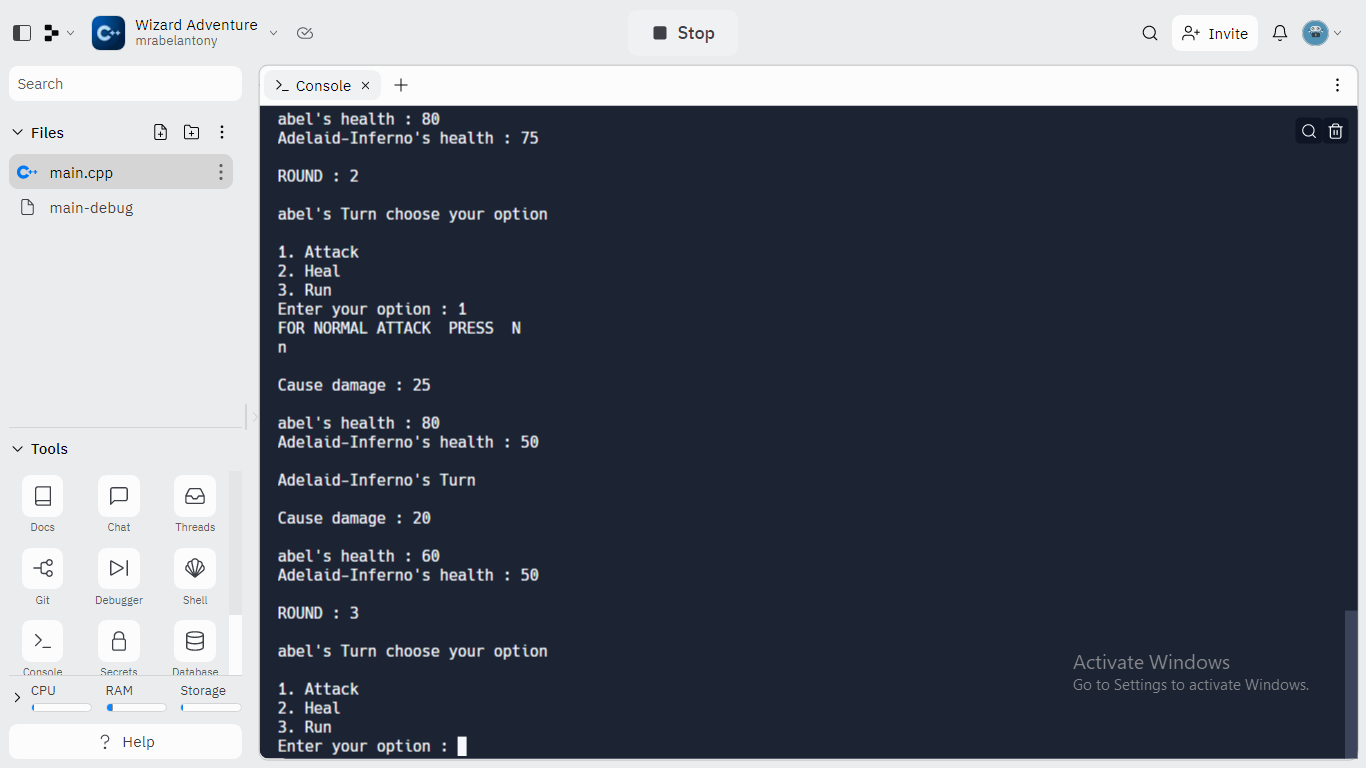 Wizard Adventure
mrabelantony
Stop
Invite
Search
Console
Files
main.cpp
main-debug
abel's health : 80
Adelaid-Inferno's health : 75
ROUND : 2
abel's Turn choose your option
1. Attack
2. Heal
3. Run
Enter your option : 1
FOR NORMAL ATTACK  PRESS  N
n
Cause damage : 25
abel's health : 80
Adelaid-Inferno's health : 50
Adelaid-Inferno's Turn
Cause damage : 20
abel's health : 60
Adelaid-Inferno's health : 50
ROUND : 3
abel's Turn choose your option
1. Attack
2. Heal
3. Run
Enter your option :
Tools
Docs Chat Threads
Git Debugger Shell
Console Secrets Database
CPU RAM Storage
? Help
Activate Windows
Go to Settings to activate Windows.